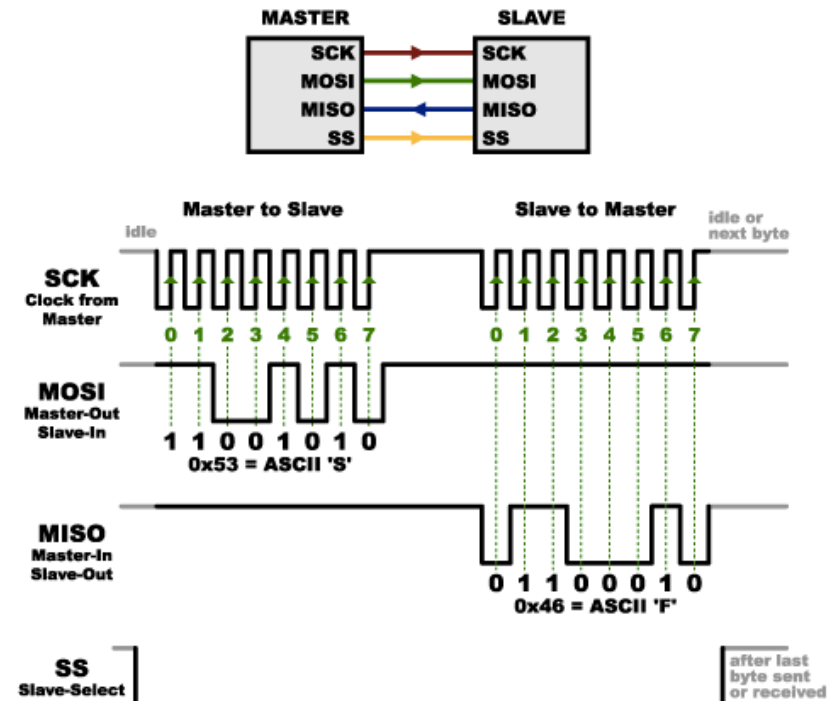 MASTER SLAVE
SCK SCK
MOSI MOSI
MISO MISO
SS SS
Master to Slave Slave to Master
idle
idle or
next byte
SCK
Clock from
Master
0 1 2 3 4 5 6 7 0 1 2 3 4 5 6 7
MOSI
Master-Out
Slave-In
1 1 0 0 1 0 1 0
0x53 = ASCII 'S'
MISO
Master-In
Slave-Out
0 1 1 0 0 0 1 0
0x46 = ASCII 'F'
SS
Slave-Select
after last
byte sent
or received